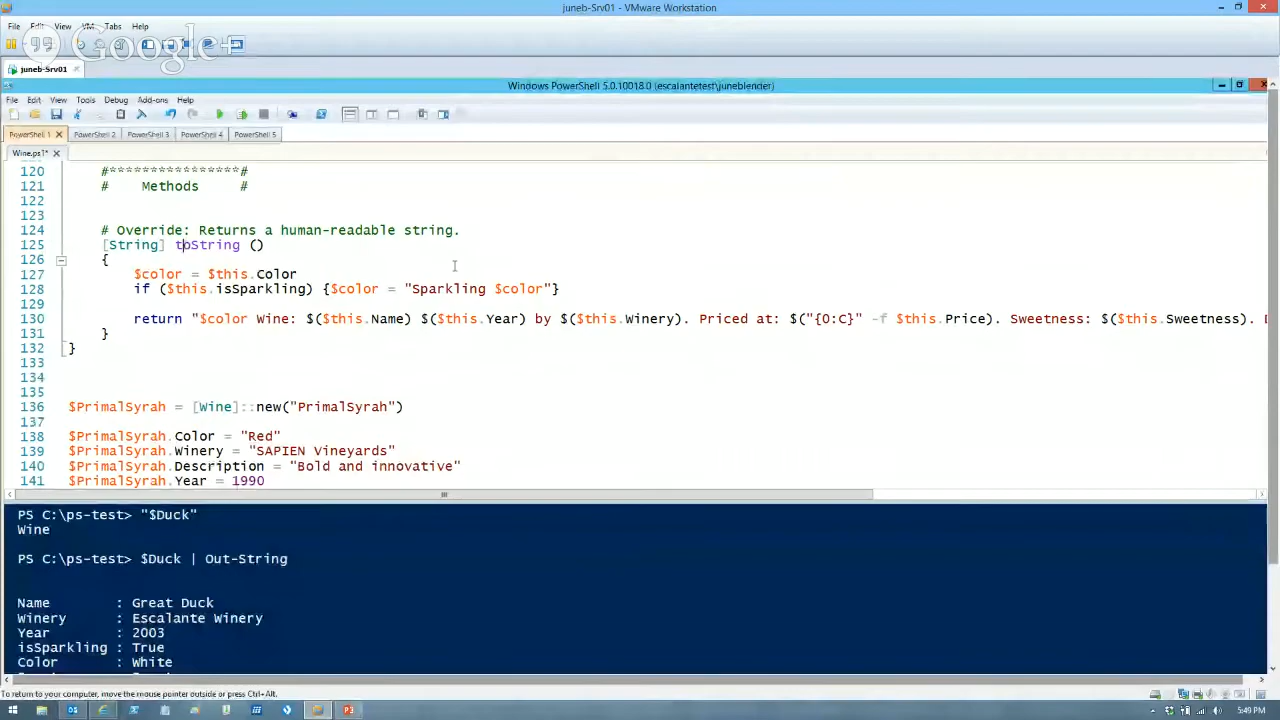 juneb-Srv01 - VMware Workstation
File Edit View VM Tabs Help
Google+
juneb-Srv01
Windows PowerShell 5.0.10018.0 (escalantetest\juneblender)
File Edit View Tools Debug Add-ons Help
PowerShell 1 PowerShell 2 PowerShell 3 PowerShell 4 PowerShell 5
Wine.ps1*
120 #****************#
121 # Methods #
122
123
124 # Override: Returns a human-readable string.
125 [String] toString ()
126 {
127 $color = $this.Color
128 if ($this.isSparkling) {$color = "Sparkling $color"}
129
130 return "$color Wine: $($this.Name) $($this.Year) by $($this.Winery). Priced at: $("{0:C}" -f $this.Price). Sweetness: $($this.Sweetness).
131 }
132 }
133
134
135
136 $PrimalSyrah = [Wine]::new("PrimalSyrah")
137
138 $PrimalSyrah.Color = "Red"
139 $PrimalSyrah.Winery = "SAPIEN Vineyards"
140 $PrimalSyrah.Description = "Bold and innovative"
141 $PrimalSyrah.Year = 1990
PS C:\ps-test> "$Duck"
Wine
PS C:\ps-test> $Duck | Out-String
Name : Great Duck
Winery : Escalante Winery
Year : 2003
isSparkling : True
Color : White
To return to your computer, move the mouse pointer outside or press Ctrl+Alt.
5:49 PM